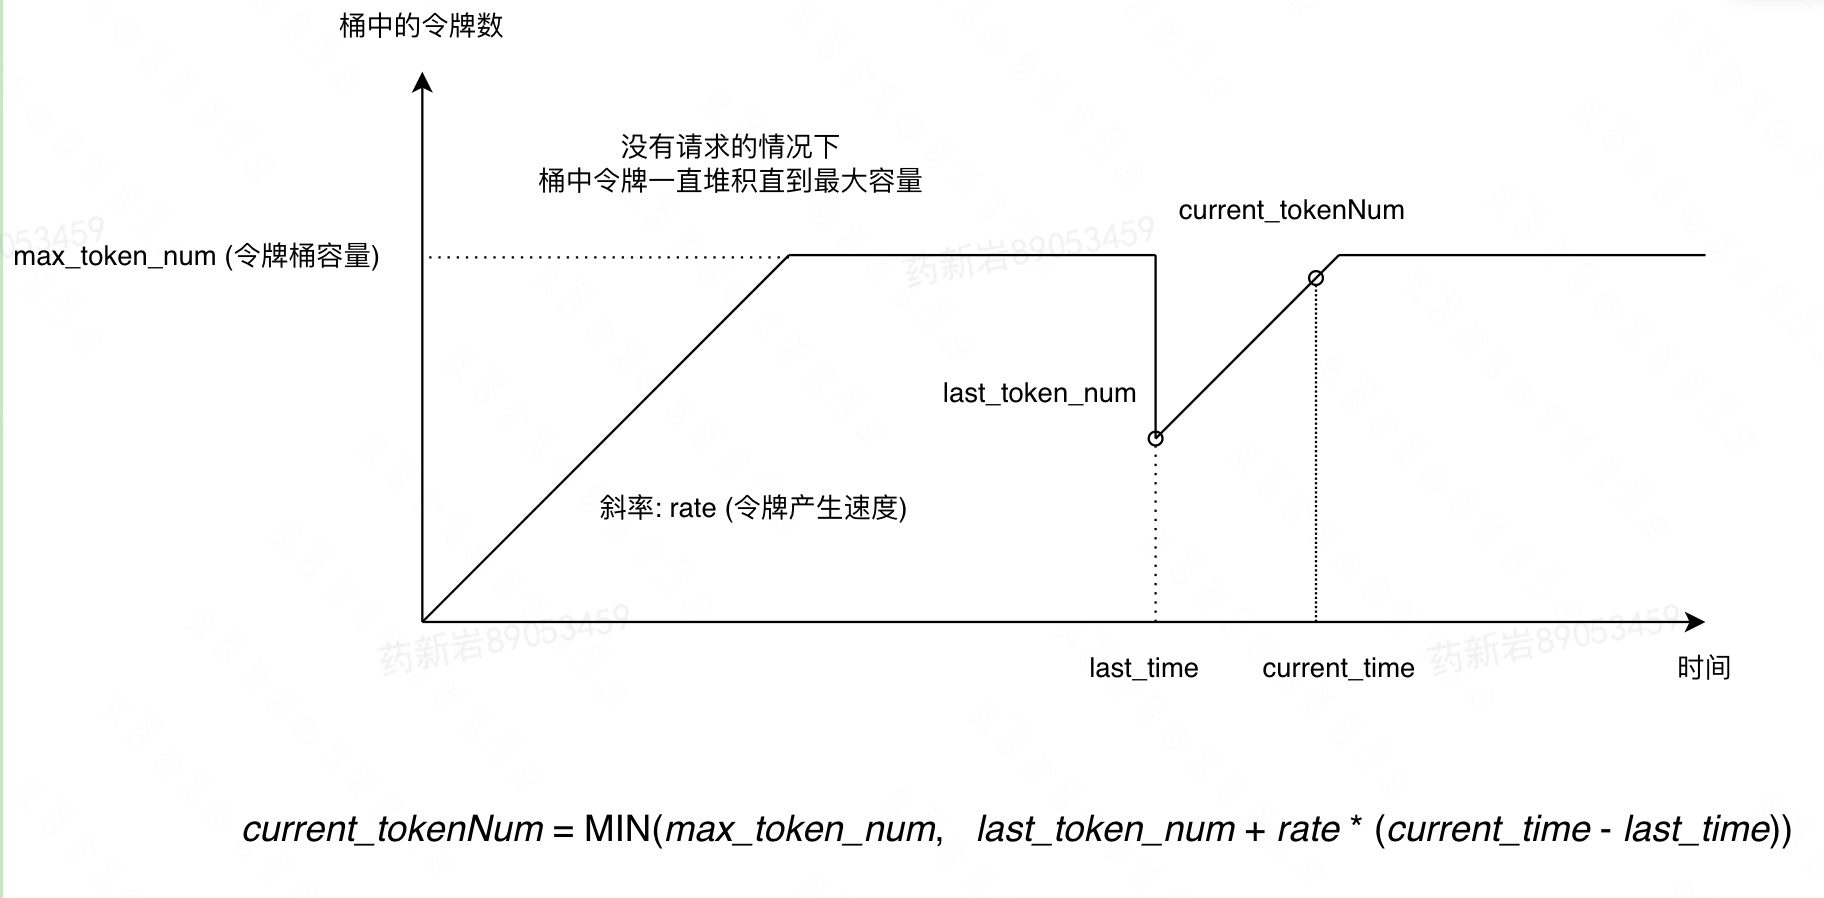 桶中的令牌数
没有请求的情况下
桶中令牌一直堆积直到最大容量
current_tokenNum
max_token_num (令牌桶容量)
last_token_num
斜率: rate (令牌产生速度)
last_time
current_time
时间
current_tokenNum = MIN(max_token_num, last_token_num + rate * (current_time - last_time))
053459
药新岩89053459
药新岩89053459
药新岩89053459